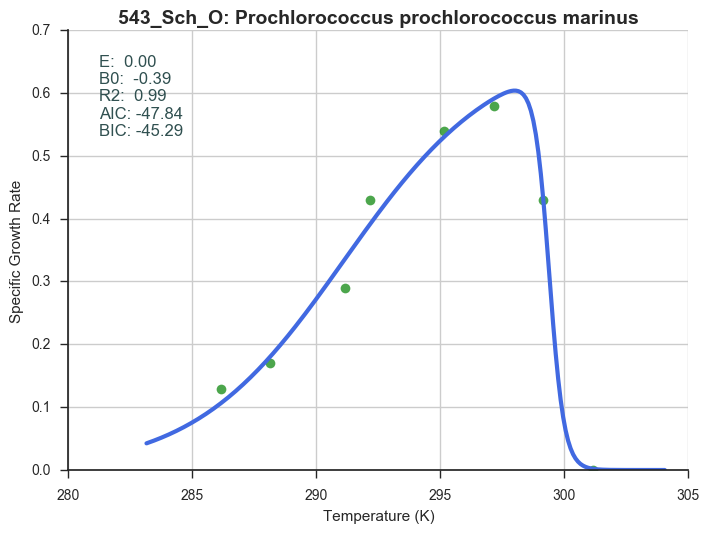 543_Sch_O: Prochlorococcus prochlorococcus marinus
E:  0.00
B0:  -0.39
R2:  0.99
AIC: -47.84
BIC: -45.29
0.7
0.6
0.5
0.4
0.3
0.2
0.1
0.0
Specific Growth Rate
280 285 290 295 300 305
Temperature (K)